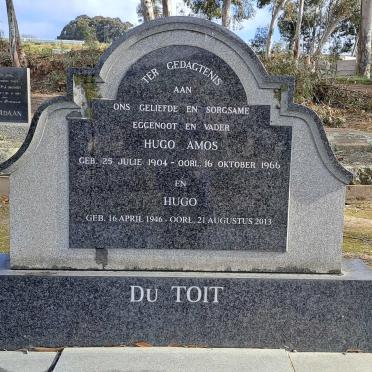 TER GEDAGTENIS
AAN
ONS GELIEFDE EN SORGSAME
EGGENOOT EN VADER
HUGO AMOS
GEB. 25 JULIE 1904 - OORL. 16 OKTOBER 1966
EN
HUGO
GEB. 16 APRIL 1946 - OORL. 21 AUGUSTUS 2013
DU TOIT